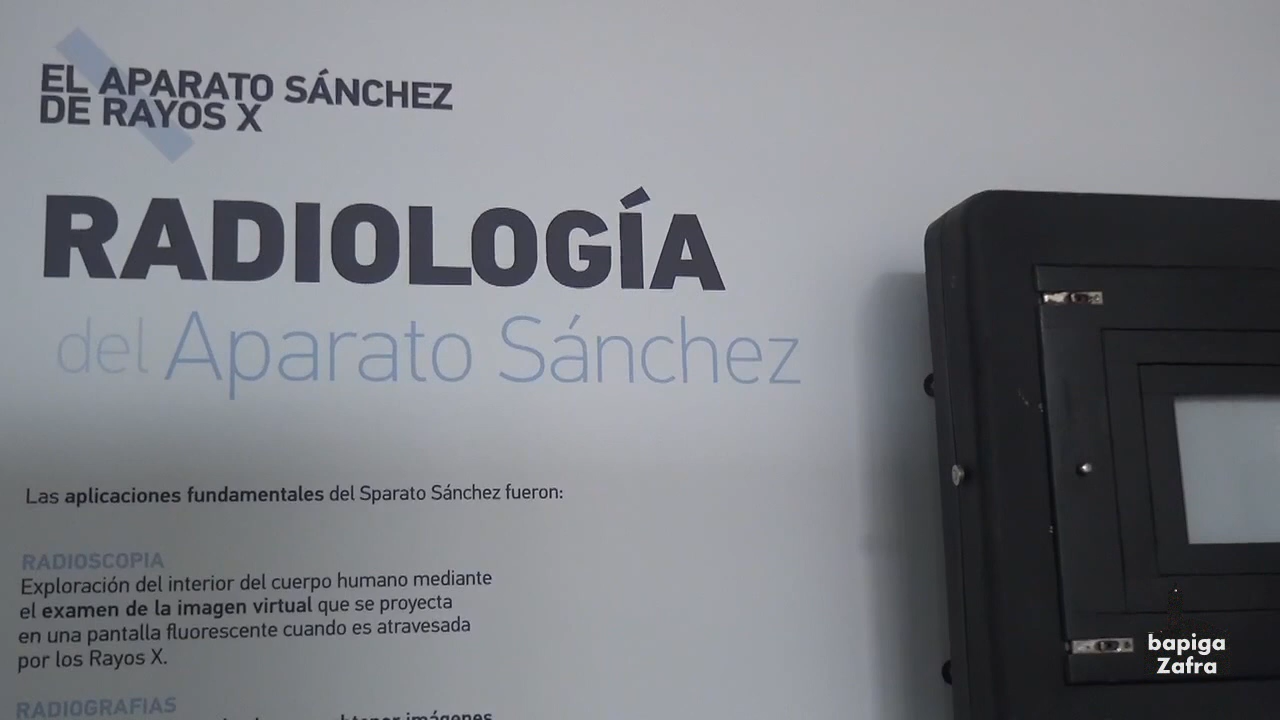 EL APARATO SÁNCHEZ
DE RAYOS X
RADIOLOGÍA
del Aparato Sánchez
Las aplicaciones fundamentales del Sparato Sánchez fueron:
RADIOSCOPIA
Exploración del interior del cuerpo humano mediante
el examen de la imagen virtual que se proyecta
en una pantalla fluorescente cuando es atravesada
por los Rayos X.
RADIOGRAFIAS
obtener imágenes
bapiga
Zafra